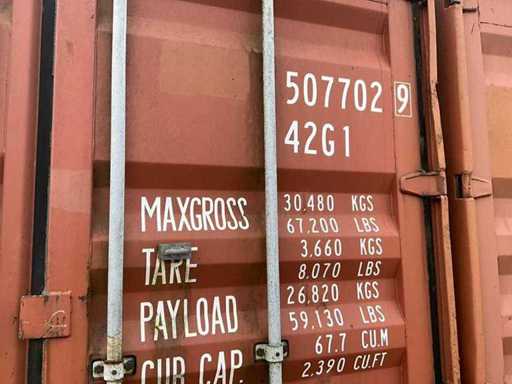 507702 9
42G1
MAXGROSS 30.480 KGS
67.200 LBS
TARE 3.660 KGS
8.070 LBS
PAYLOAD 26.820 KGS
59.130 LBS
CUB.CAP. 67.7 CU.M
2.390 CU.FT